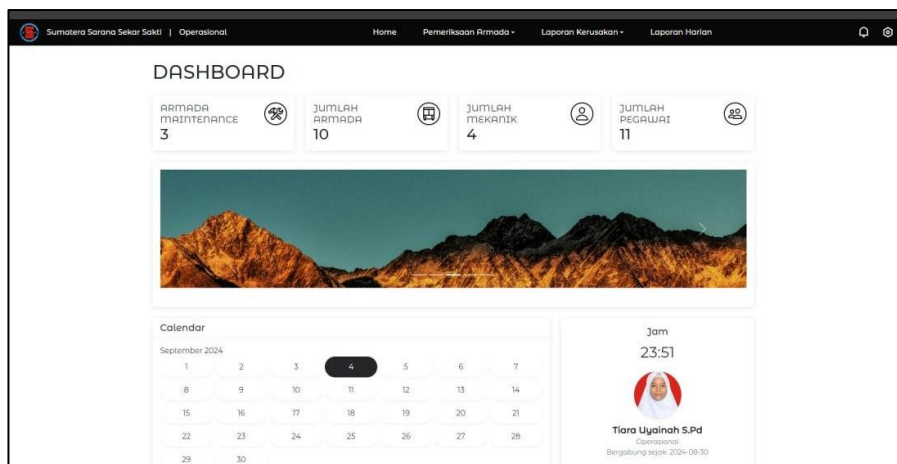 Sumatera Sarana Sekar Sakti | Operasional Home Pemeriksaan Armada Laporan Kerusakan Laporan Harian
DASHBOARD
ARMADA
MAINTENANCE
3
JUMLAH
ARMADA
10
JUMLAH
MEKANIK
4
JUMLAH
PEGAWAI
11
Calendar
September 2024
1 2 3 4 5 6 7
8 9 10 11 12 13 14
15 16 17 18 19 20 21
22 23 24 25 26 27 28
29 30
Jam
23:51
Tiara Uyainah S.Pd
Operasional
Bergabung sejak: 2024-08-30